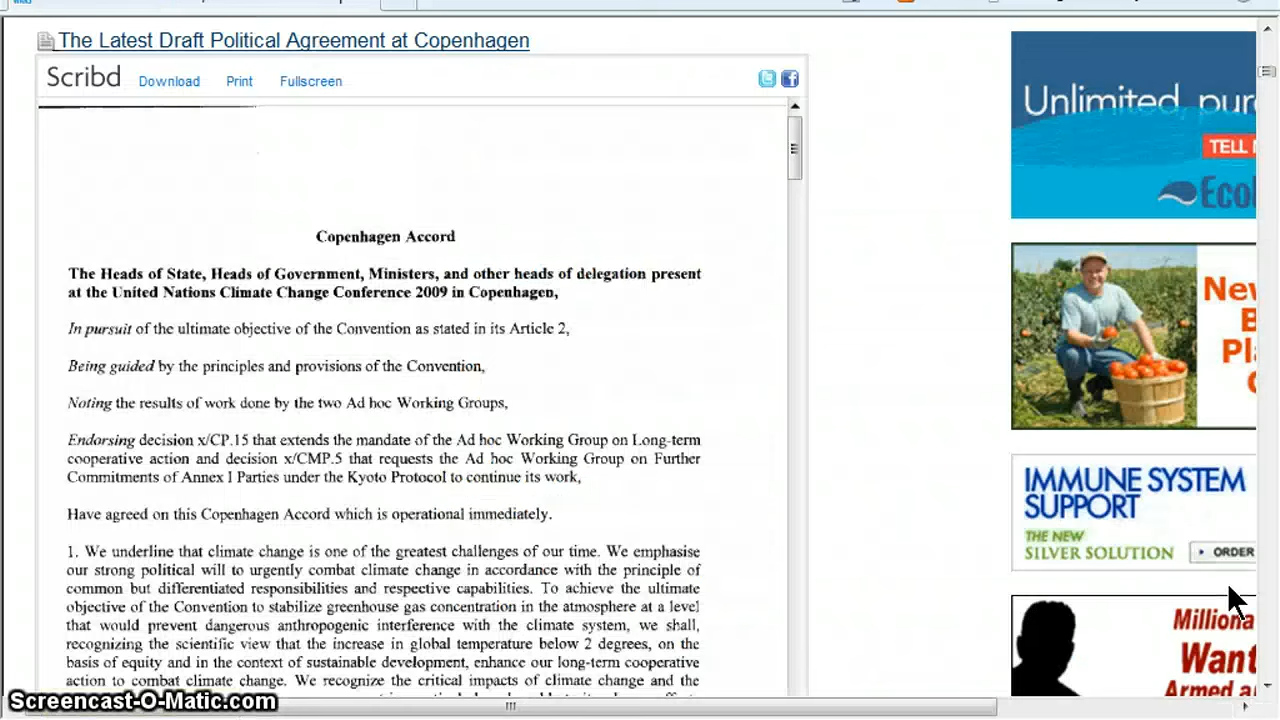 The Latest Draft Political Agreement at Copenhagen
Scribd Download Print Fullscreen
Copenhagen Accord
The Heads of State, Heads of Government, Ministers, and other heads of delegation present
at the United Nations Climate Change Conference 2009 in Copenhagen,
In pursuit of the ultimate objective of the Convention as stated in its Article 2,
Being guided by the principles and provisions of the Convention,
Noting the results of work done by the two Ad hoc Working Groups,
Endorsing decision x/CP.15 that extends the mandate of the Ad hoc Working Group on Long-term
cooperative action and decision x/CMP.5 that requests the Ad hoc Working Group on Further
Commitments of Annex I Parties under the Kyoto Protocol to continue its work,
Have agreed on this Copenhagen Accord which is operational immediately.
1. We underline that climate change is one of the greatest challenges of our time. We emphasise
our strong political will to urgently combat climate change in accordance with the principle of
common but differentiated responsibilities and respective capabilities. To achieve the ultimate
objective of the Convention to stabilize greenhouse gas concentration in the atmosphere at a level
that would prevent dangerous anthropogenic interference with the climate system, we shall,
recognizing the scientific view that the increase in global temperature below 2 degrees, on the
basis of equity and in the context of sustainable development, enhance our long-term cooperative
action to combat climate change. We recognize the critical impacts of climate change and the
Unlimited, pur
TELL
Eco
New
B
Pl
IMMUNE SYSTEM
SUPPORT
THE NEW
SILVER SOLUTION
ORDER
Milliona
Want
Armed a
Screencast-O-Matic.com